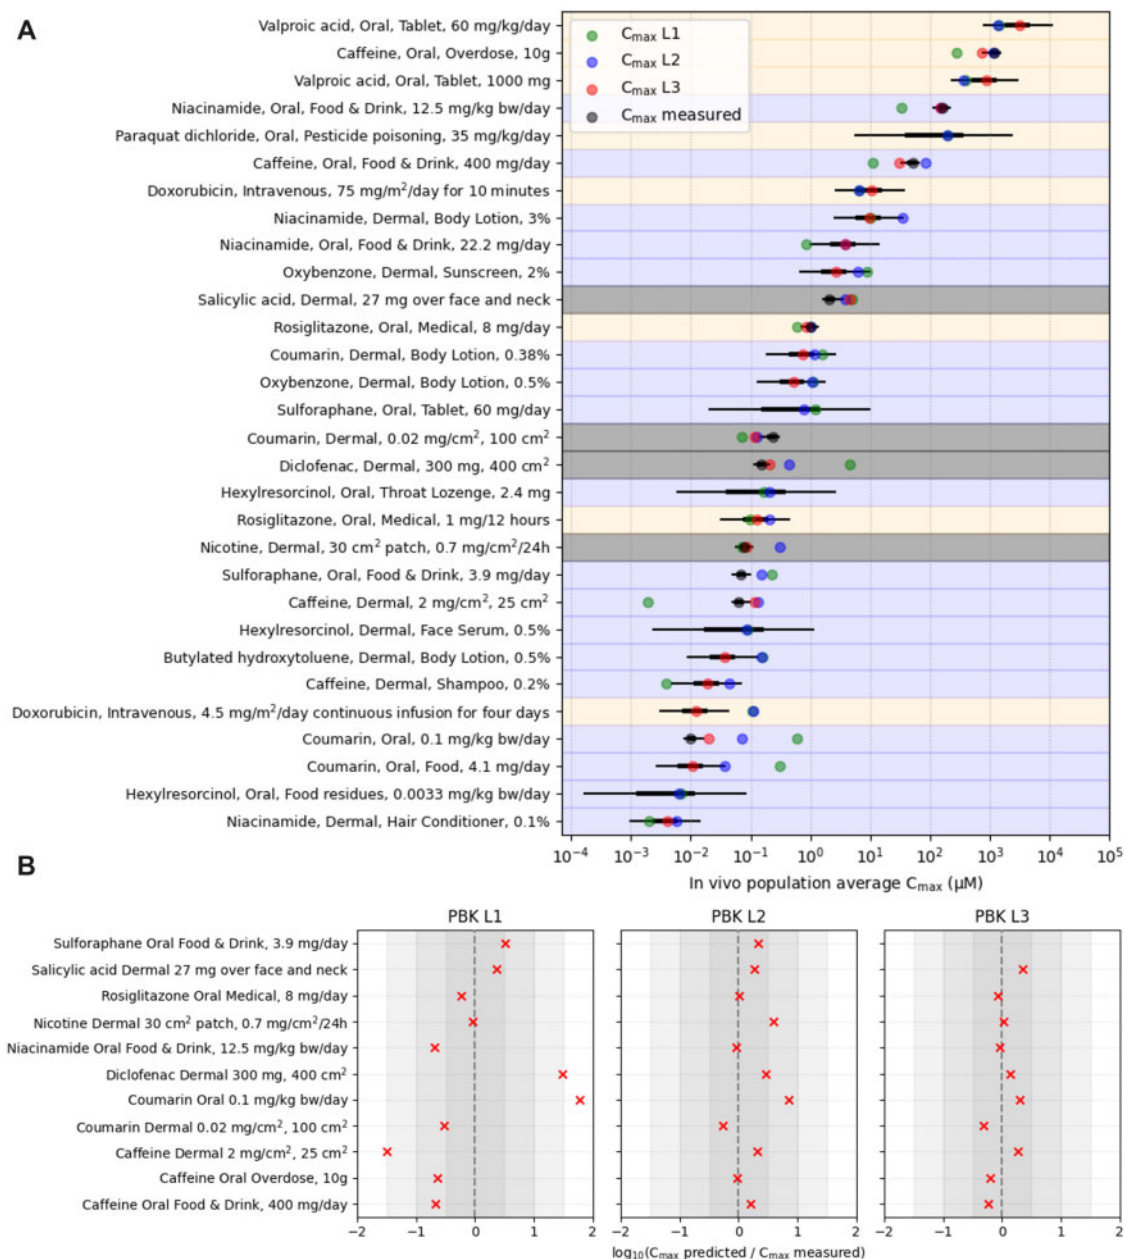 A
Valproic acid, Oral, Tablet, 60 mg/kg/day
Caffeine, Oral, Overdose, 10g
Valproic acid, Oral, Tablet, 1000 mg
Niacinamide, Oral, Food & Drink, 12.5 mg/kg bw/day
Paraquat dichloride, Oral, Pesticide poisoning, 35 mg/kg/day
Caffeine, Oral, Food & Drink, 400 mg/day
Doxorubicin, Intravenous, 75 mg/m²/day for 10 minutes
Niacinamide, Dermal, Body Lotion, 3%
Niacinamide, Oral, Food & Drink, 22.2 mg/day
Oxybenzone, Dermal, Sunscreen, 2%
Salicylic acid, Dermal, 27 mg over face and neck
Rosiglitazone, Oral, Medical, 8 mg/day
Coumarin, Dermal, Body Lotion, 0.38%
Oxybenzone, Dermal, Body Lotion, 0.5%
Sulforaphane, Oral, Tablet, 60 mg/day
Coumarin, Dermal, 0.02 mg/cm², 100 cm²
Diclofenac, Dermal, 300 mg, 400 cm²
Hexylresorcinol, Oral, Throat Lozenge, 2.4 mg
Rosiglitazone, Oral, Medical, 1 mg/12 hours
Nicotine, Dermal, 30 cm² patch, 0.7 mg/cm²/24h
Sulforaphane, Oral, Food & Drink, 3.9 mg/day
Caffeine, Dermal, 2 mg/cm², 25 cm²
Hexylresorcinol, Dermal, Face Serum, 0.5%
Butylated hydroxytoluene, Dermal, Body Lotion, 0.5%
Caffeine, Dermal, Shampoo, 0.2%
Doxorubicin, Intravenous, 4.5 mg/m²/day continuous infusion for four days
Coumarin, Oral, 0.1 mg/kg bw/day
Coumarin, Oral, Food, 4.1 mg/day
Hexylresorcinol, Oral, Food residues, 0.0033 mg/kg bw/day
Niacinamide, Dermal, Hair Conditioner, 0.1%
C_max L1
C_max L2
C_max L3
C_max measured
10⁻⁴ 10⁻³ 10⁻² 10⁻¹ 10⁰ 10¹ 10² 10³ 10⁴ 10⁵
In vivo population average C_max (μM)
B
PBK L1 PBK L2 PBK L3
Sulforaphane Oral Food & Drink, 3.9 mg/day
Salicylic acid Dermal 27 mg over face and neck
Rosiglitazone Oral Medical, 8 mg/day
Nicotine Dermal 30 cm² patch, 0.7 mg/cm²/24h
Niacinamide Oral Food & Drink, 12.5 mg/kg bw/day
Diclofenac Dermal 300 mg, 400 cm²
Coumarin Oral 0.1 mg/kg bw/day
Coumarin Dermal 0.02 mg/cm², 100 cm²
Caffeine Dermal 2 mg/cm², 25 cm²
Caffeine Oral Overdose, 10g
Caffeine Oral Food & Drink, 400 mg/day
−2 −1 0 1 2 −2 −1 0 1 2 −2 −1 0 1 2
log₁₀(C_max predicted / C_max measured)